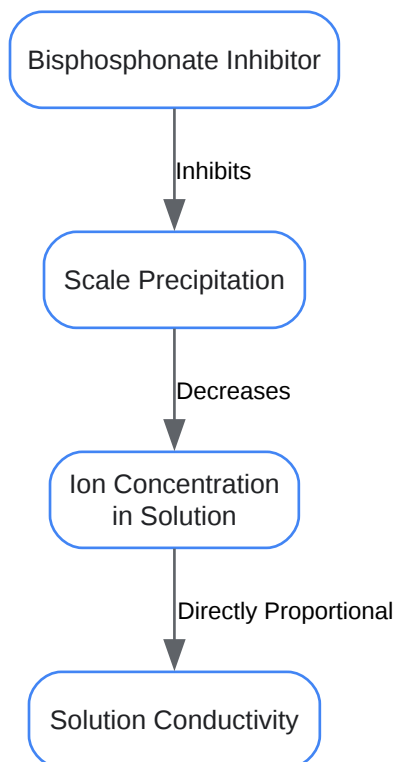 Bisphosphonate Inhibitor
Inhibits
Scale Precipitation
Decreases
Ion Concentration
in Solution
Directly Proportional
Solution Conductivity